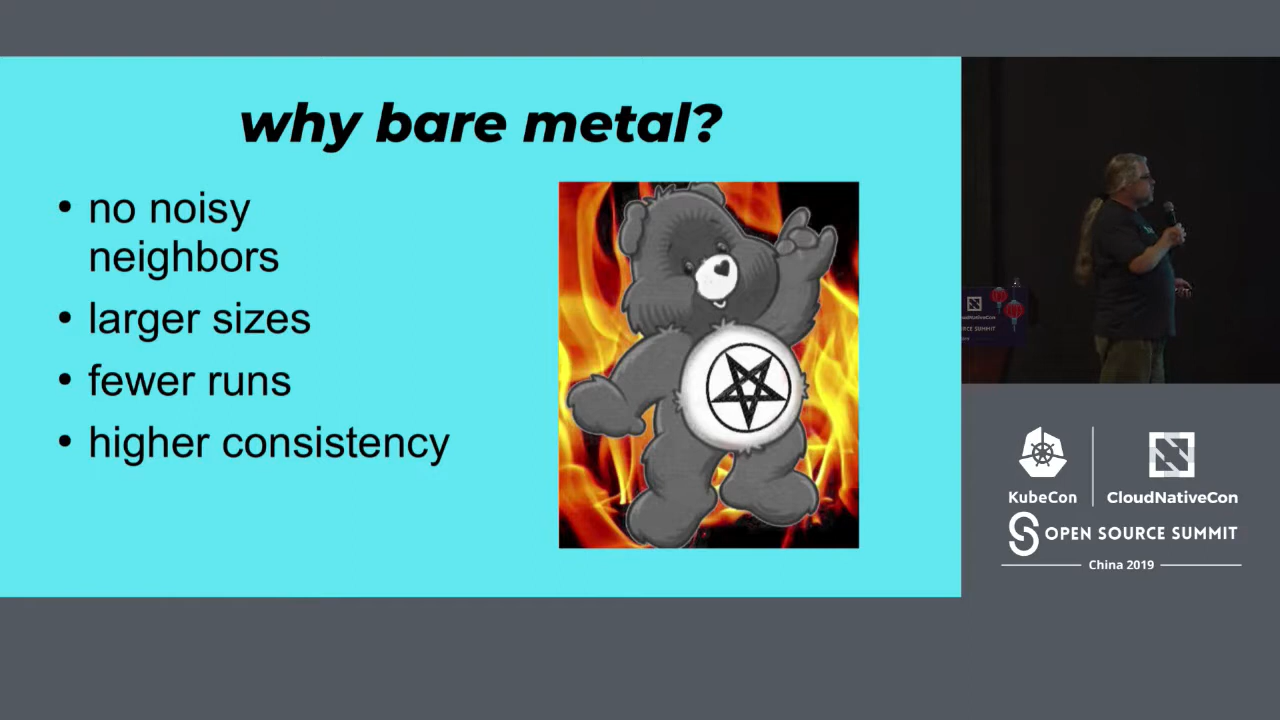 why bare metal?
• no noisy
neighbors
• larger sizes
• fewer runs
• higher consistency
KubeCon
CloudNativeCon
OPEN SOURCE SUMMIT
China 2019